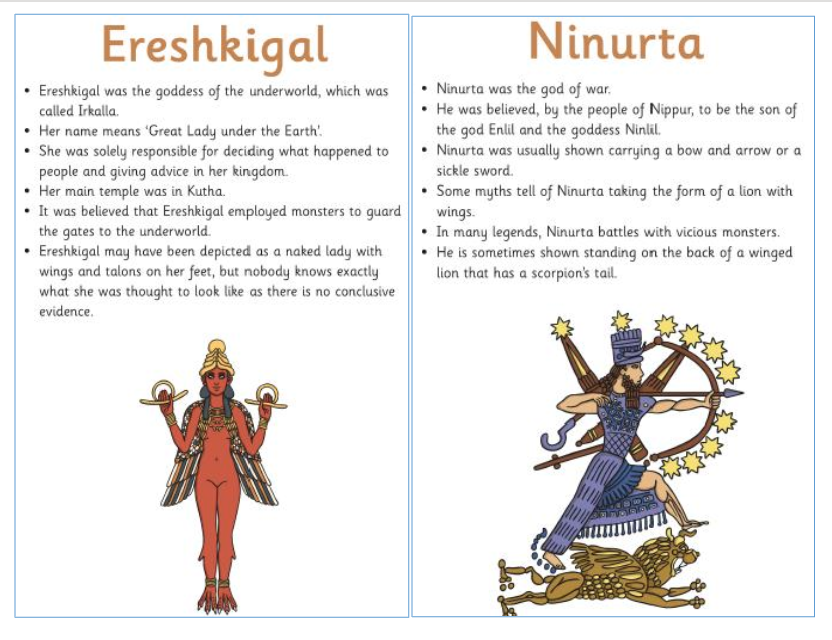 Ereshkigal
• Ereshkigal was the goddess of the underworld, which was
called Irkalla.
• Her name means 'Great Lady under the Earth'.
• She was solely responsible for deciding what happened to
people and giving advice in her kingdom.
• Her main temple was in Kutha.
• It was believed that Ereshkigal employed monsters to guard
the gates to the underworld.
• Ereshkigal may have been depicted as a naked lady with
wings and talons on her feet, but nobody knows exactly
what she was thought to look like as there is no conclusive
evidence.
Ninurta
• Ninurta was the god of war.
• He was believed, by the people of Nippur, to be the son of
the god Enlil and the goddess Ninlil.
• Ninurta was usually shown carrying a bow and arrow or a
sickle sword.
• Some myths tell of Ninurta taking the form of a lion with
wings.
• In many legends, Ninurta battles with vicious monsters.
• He is sometimes shown standing on the back of a winged
lion that has a scorpion's tail.